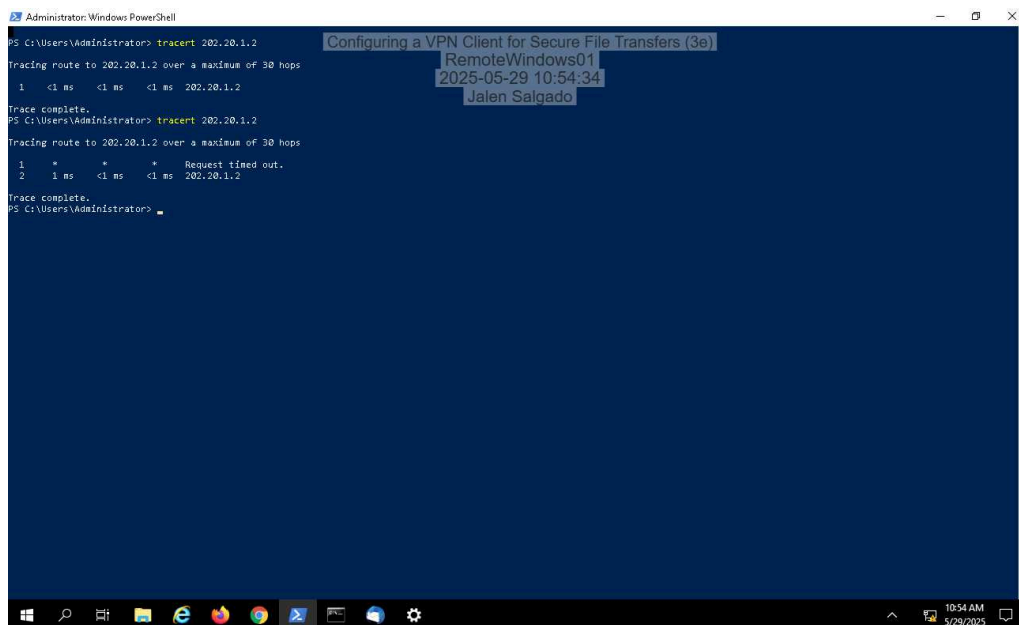 Administrator: Windows PowerShell
PS C:\Users\Administrator> tracert 202.20.1.2
Configuring a VPN Client for Secure File Transfers (3e)
RemoteWindows01
2025-05-29 10:54:34
Jalen Salgado
Tracing route to 202.20.1.2 over a maximum of 30 hops
1 <1 ms <1 ms <1 ms 202.20.1.2
Trace complete.
PS C:\Users\Administrator> tracert 202.20.1.2
Tracing route to 202.20.1.2 over a maximum of 30 hops
1 * * * Request timed out.
2 1 ms <1 ms <1 ms 202.20.1.2
Trace complete.
PS C:\Users\Administrator>
10:54 AM
5/29/2025